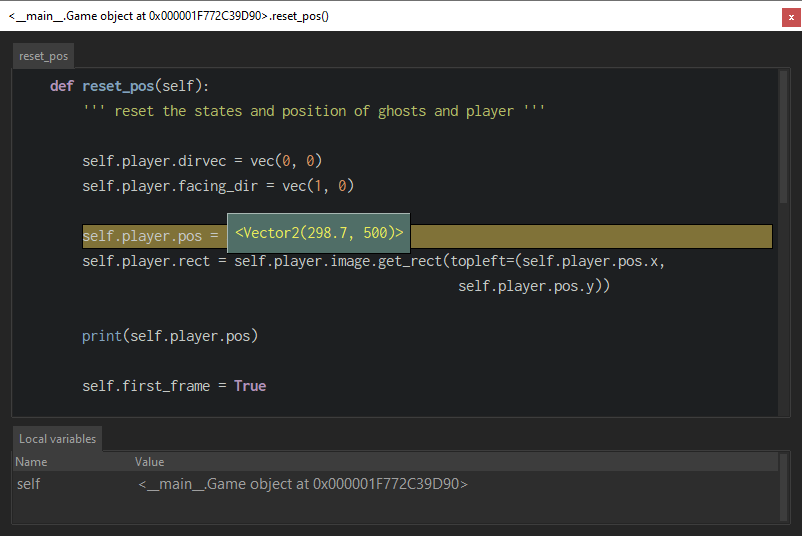 <__main__.Game object at 0x000001F772C39D90>.reset_pos()
x
reset_pos
def reset_pos(self):
''' reset the states and position of ghosts and player '''
self.player.dirvec = vec(0, 0)
self.player.facing_dir = vec(1, 0)
self.player.pos = <Vector2(298.7, 500)>
self.player.rect = self.player.image.get_rect(topleft=(self.player.pos.x,
self.player.pos.y))
print(self.player.pos)
self.first_frame = True
Local variables
Name Value
self <__main__.Game object at 0x000001F772C39D90>